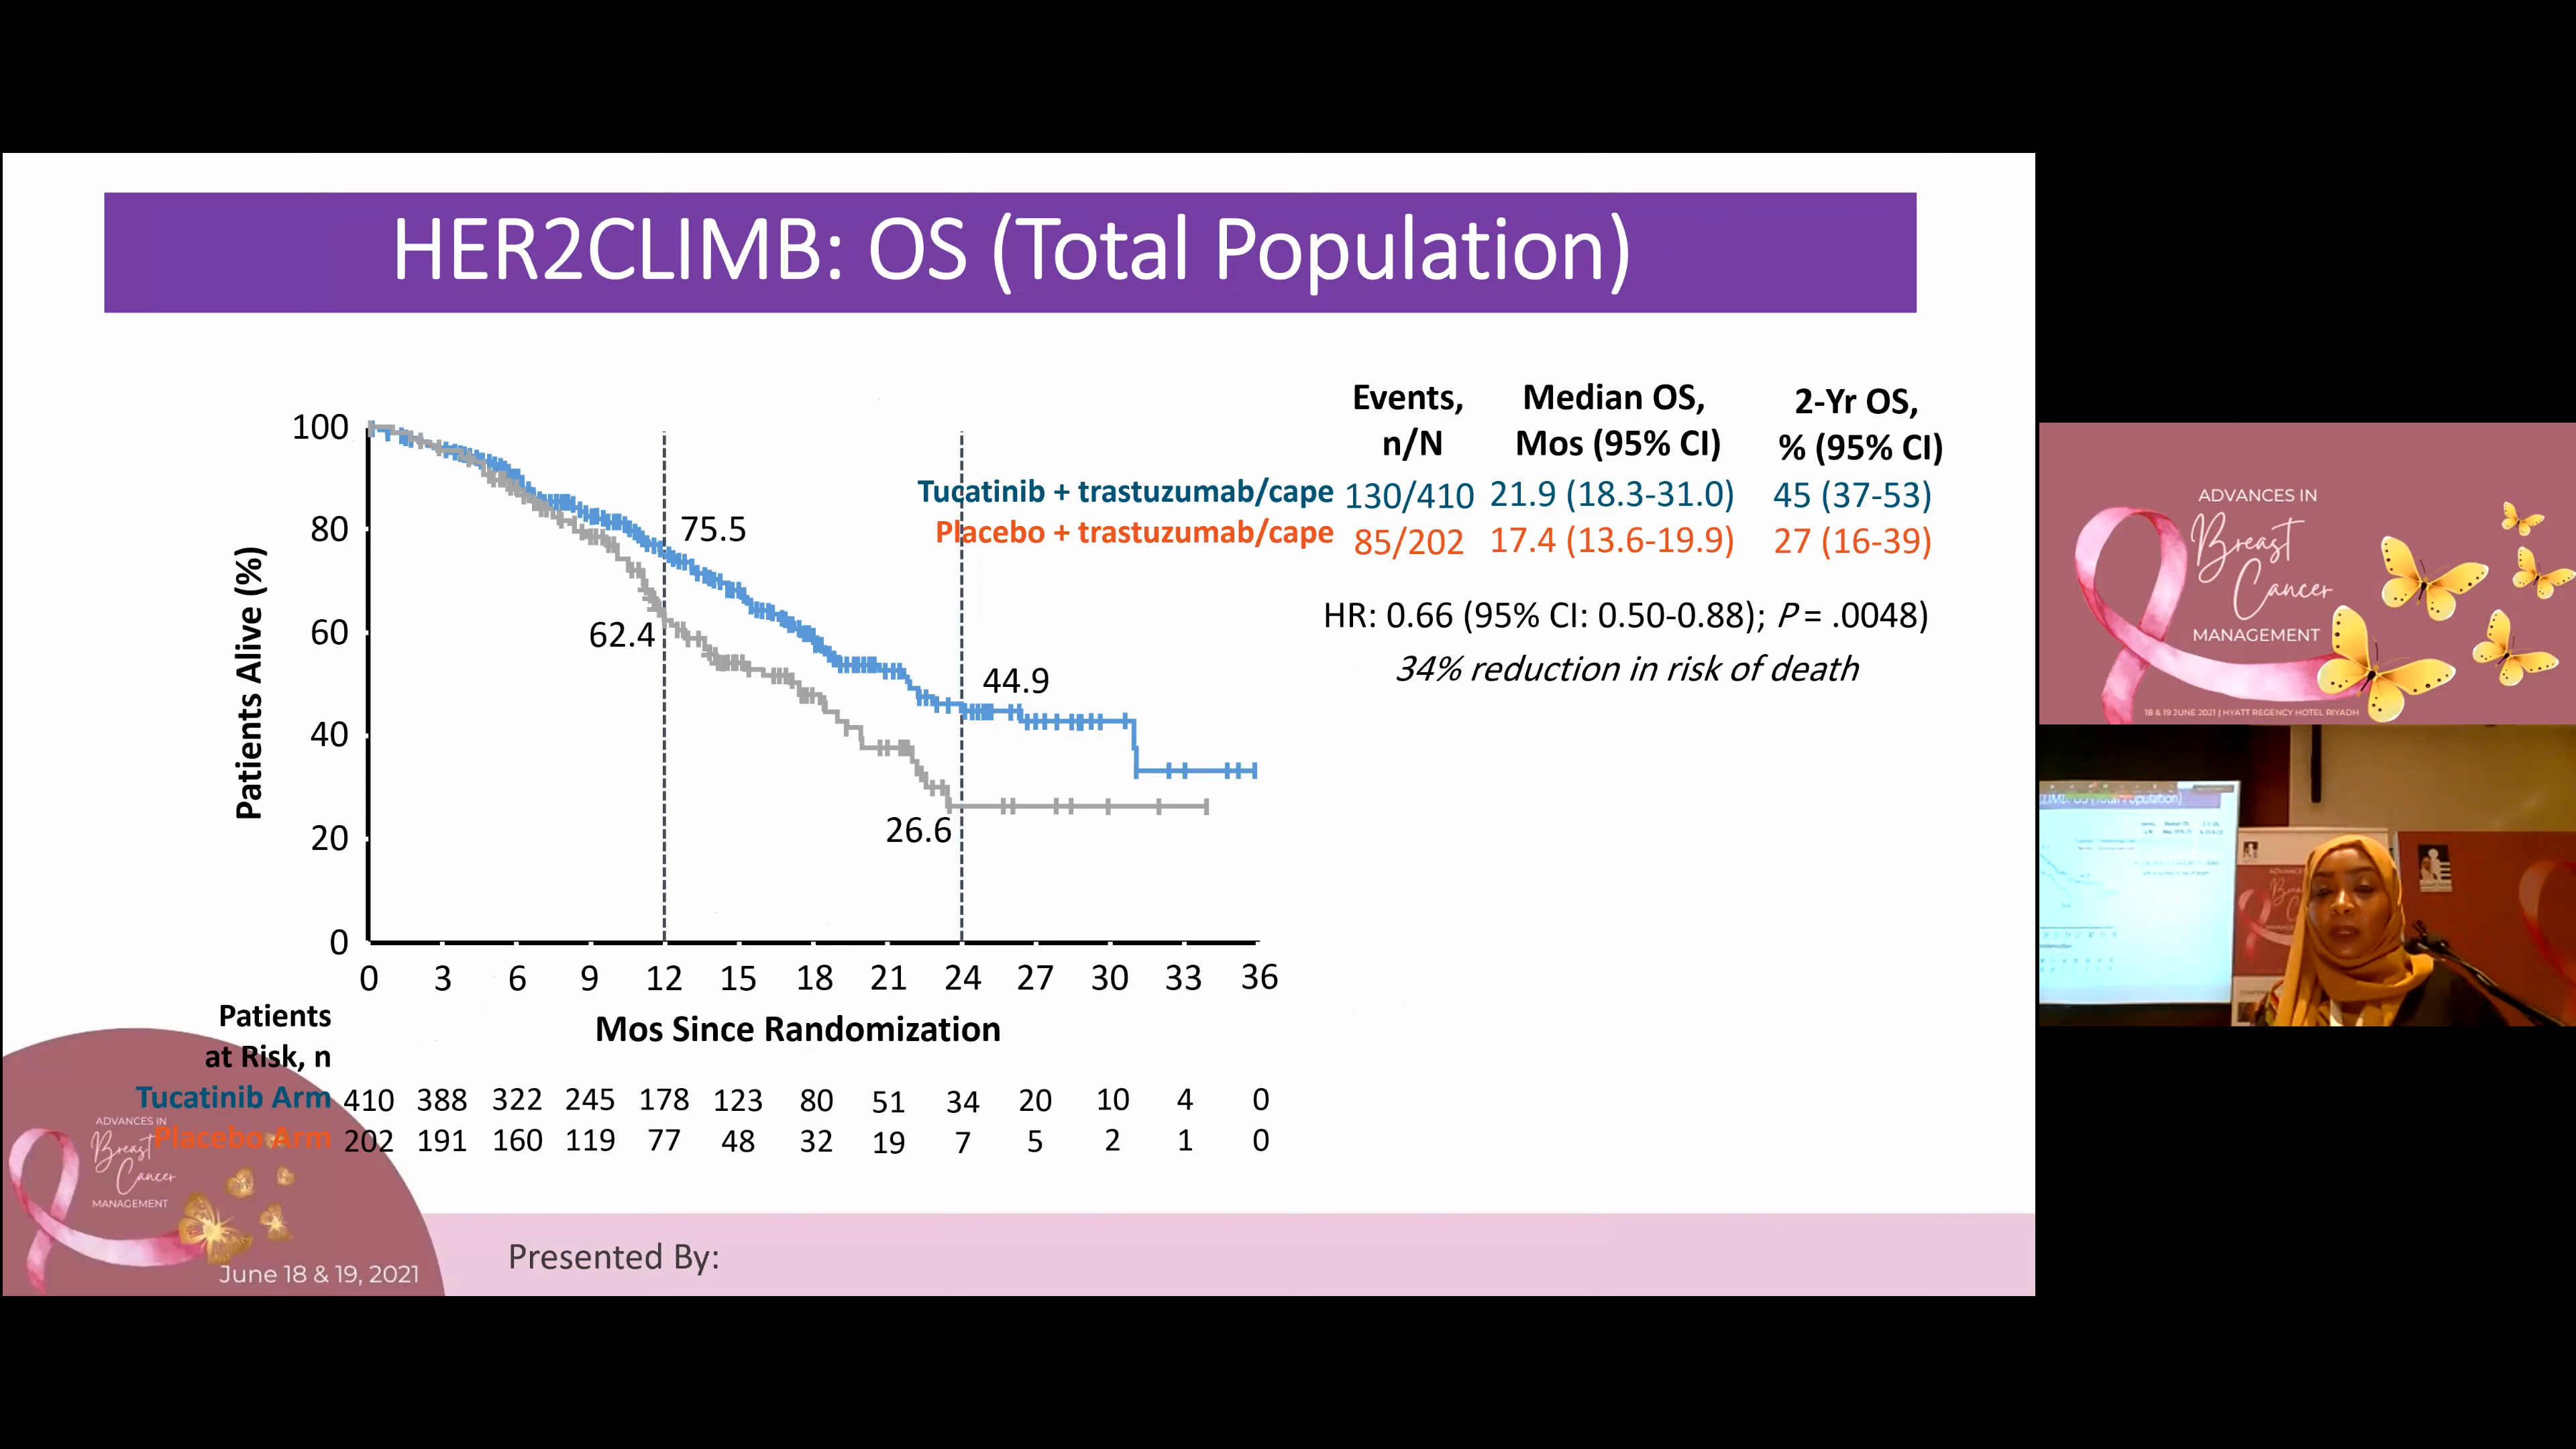 HER2CLIMB: OS (Total Population)
Events, n/N
Median OS, Mos (95% CI)
2-Yr OS, % (95% CI)
Tucatinib + trastuzumab/cape 130/410 21.9 (18.3-31.0) 45 (37-53)
Placebo + trastuzumab/cape 85/202 17.4 (13.6-19.9) 27 (16-39)
HR: 0.66 (95% CI: 0.50-0.88); P = .0048)
34% reduction in risk of death
Patients Alive (%)
100
80
60
40
20
0
75.5
62.4
44.9
26.6
0 3 6 9 12 15 18 21 24 27 30 33 36
Mos Since Randomization
Patients
at Risk, n
Tucatinib Arm 410 388 322 245 178 123 80 51 34 20 10 4 0
Placebo Arm 202 191 160 119 77 48 32 19 7 5 2 1 0
ADVANCES IN
Breast
Cancer
MANAGEMENT
June 18 & 19, 2021
Presented By:
ADVANCES IN
Breast
Cancer
MANAGEMENT
18 & 19 JUNE 2021 | HYATT REGENCY HOTEL RIYADH